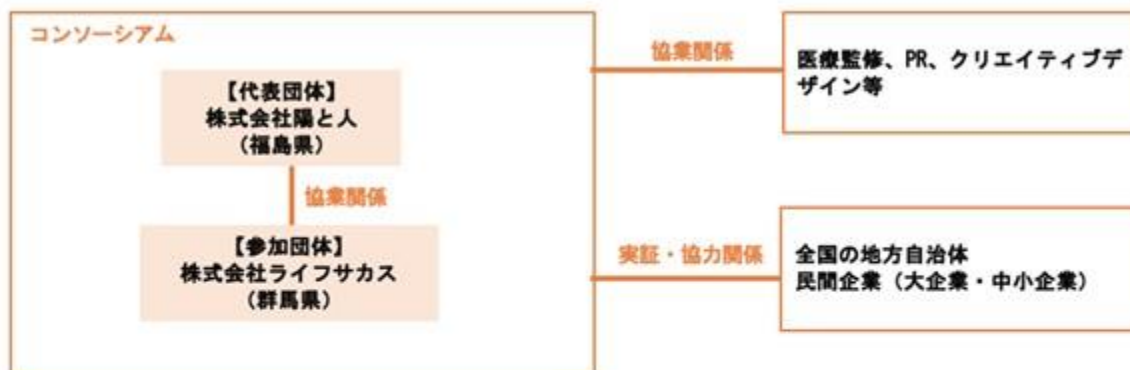 コンソーシアム
【代表団体】
株式会社陽と人
(福島県)
協業関係
【参加団体】
株式会社ライフサカス
(群馬県)
協業関係
医療監修、PR、クリエイティブデ
ザイン等
実証・協力関係
全国の地方自治体
民間企業(大企業・中小企業)